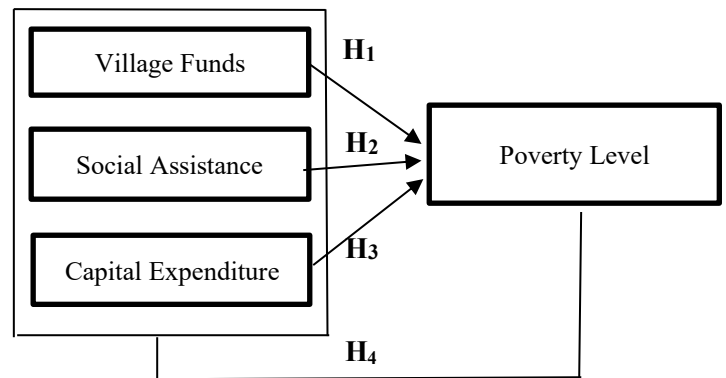 Village Funds
H1
Social Assistance
H2
Poverty Level
Capital Expenditure
H3
H4